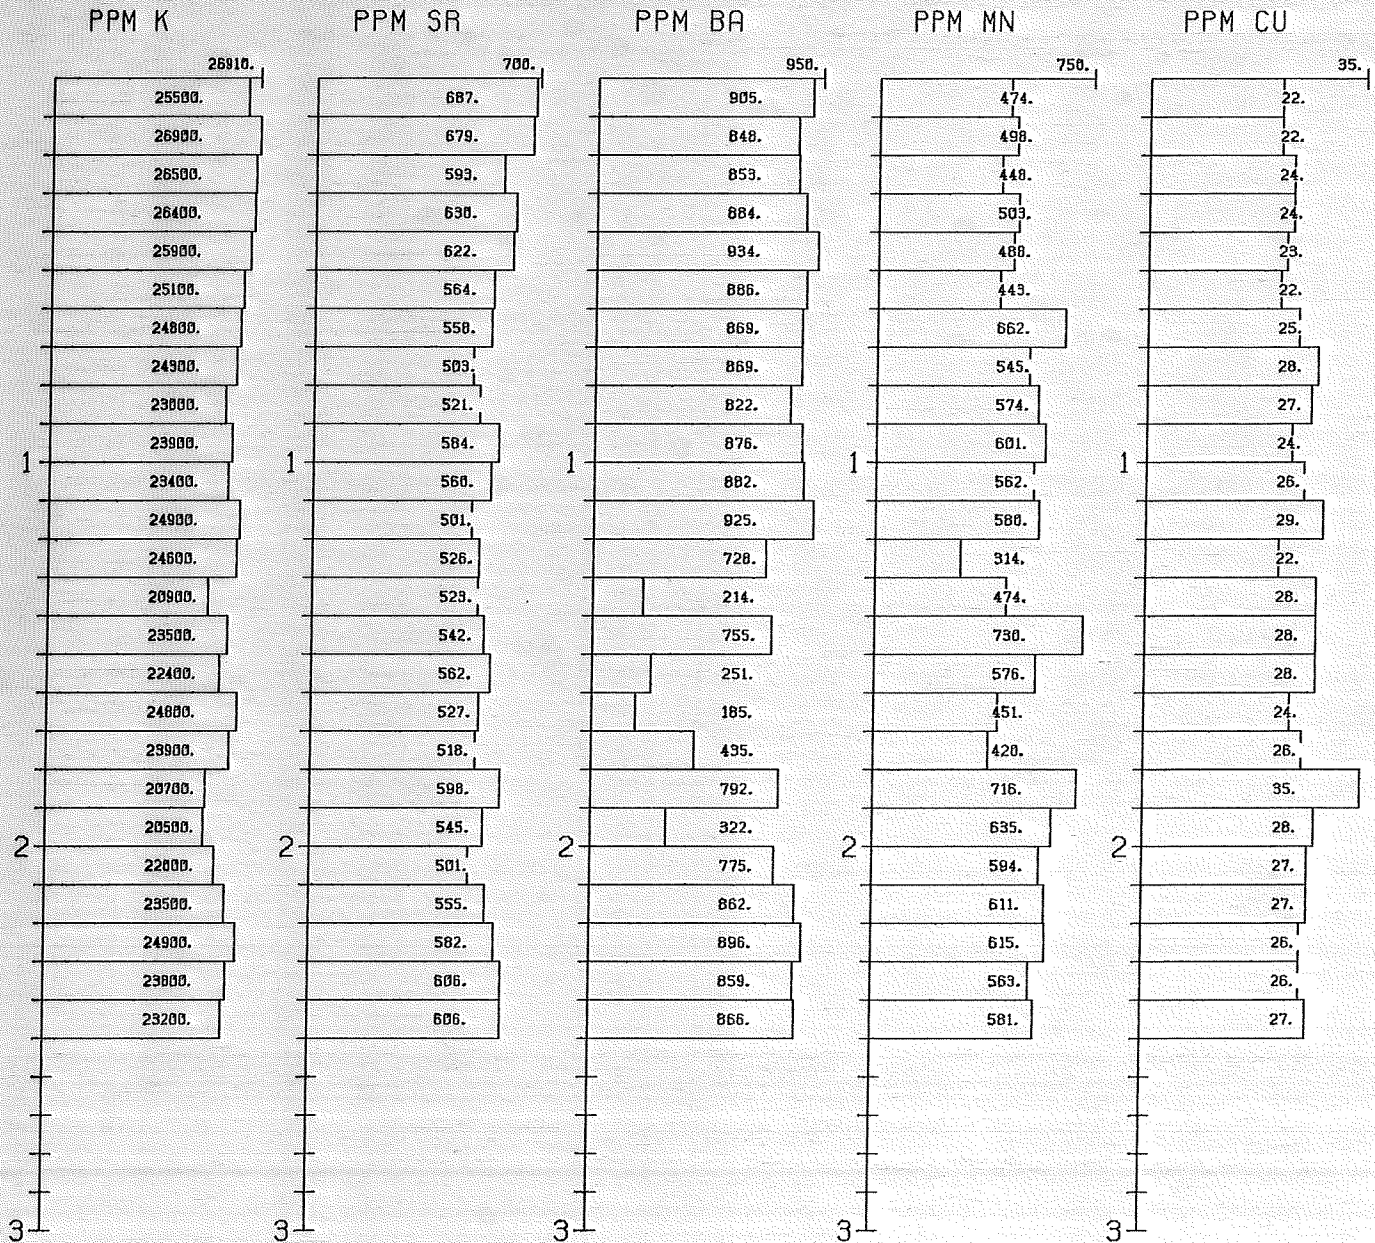 PPM K PPM SR PPM BA PPM MN PPM CU
26910. 700. 950. 750. 35.
25500. 687. 905. 474. 22.
26900. 679. 848. 498. 22.
26500. 593. 853. 448. 24.
26400. 630. 884. 503. 24.
25900. 622. 934. 488. 23.
25100. 564. 886. 443. 22.
24800. 558. 869. 662. 25.
24300. 503. 869. 545. 28.
23000. 521. 822. 574. 27.
23900. 584. 876. 601. 24.
1 1 1 1 1
23400. 560. 882. 562. 26.
24900. 501. 925. 580. 29.
24600. 526. 728. 314. 22.
20900. 523. 214. 474. 28.
23500. 542. 755. 730. 28.
22400. 562. 251. 576. 28.
24800. 527. 185. 451. 24.
23900. 518. 435. 420. 26.
20700. 598. 792. 716. 35.
20500. 545. 322. 635. 28.
2 2 2 2 2
22000. 501. 775. 594. 27.
23500. 555. 862. 611. 27.
24900. 582. 896. 615. 26.
23800. 606. 859. 563. 26.
23200. 606. 866. 581. 27.
3 3 3 3 3